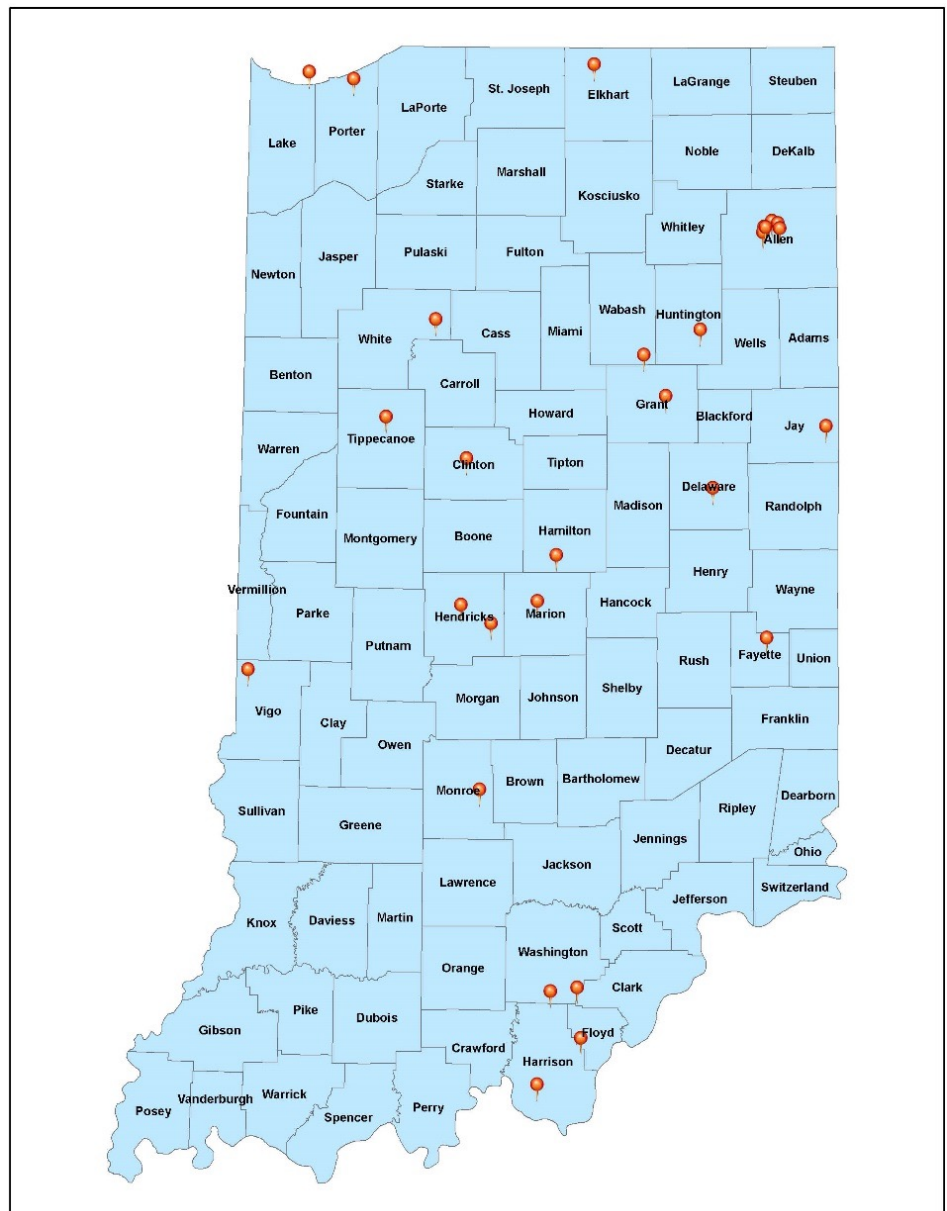 St. Joseph
LaGrange
Steuben
Elkhart
LaPorte
Porter
Lake
Noble
DeKalb
Marshall
Starke
Kosciusko
Whitley
Allen
Fulton
Pulaski
Jasper
Newton
Wabash
Huntington
Miami
Cass
White
Wells
Adams
Benton
Carroll
Grant
Howard
Blackford
Jay
Tippecanoe
Warren
Clinton
Tipton
Delaware
Madison
Randolph
Fountain
Hamilton
Boone
Montgomery
Henry
Vermillion
Wayne
Hancock
Parke
Hendricks
Marion
Putnam
Fayette
Union
Rush
Shelby
Morgan
Johnson
Vigo
Clay
Franklin
Owen
Decatur
Bartholomew
Brown
Monroe
Dearborn
Ripley
Sullivan
Greene
Jennings
Ohio
Jackson
Lawrence
Switzerland
Jefferson
Martin
Daviess
Knox
Scott
Washington
Orange
Clark
Pike
Dubois
Gibson
Floyd
Crawford
Harrison
Warrick
Vanderburgh
Posey
Perry
Spencer